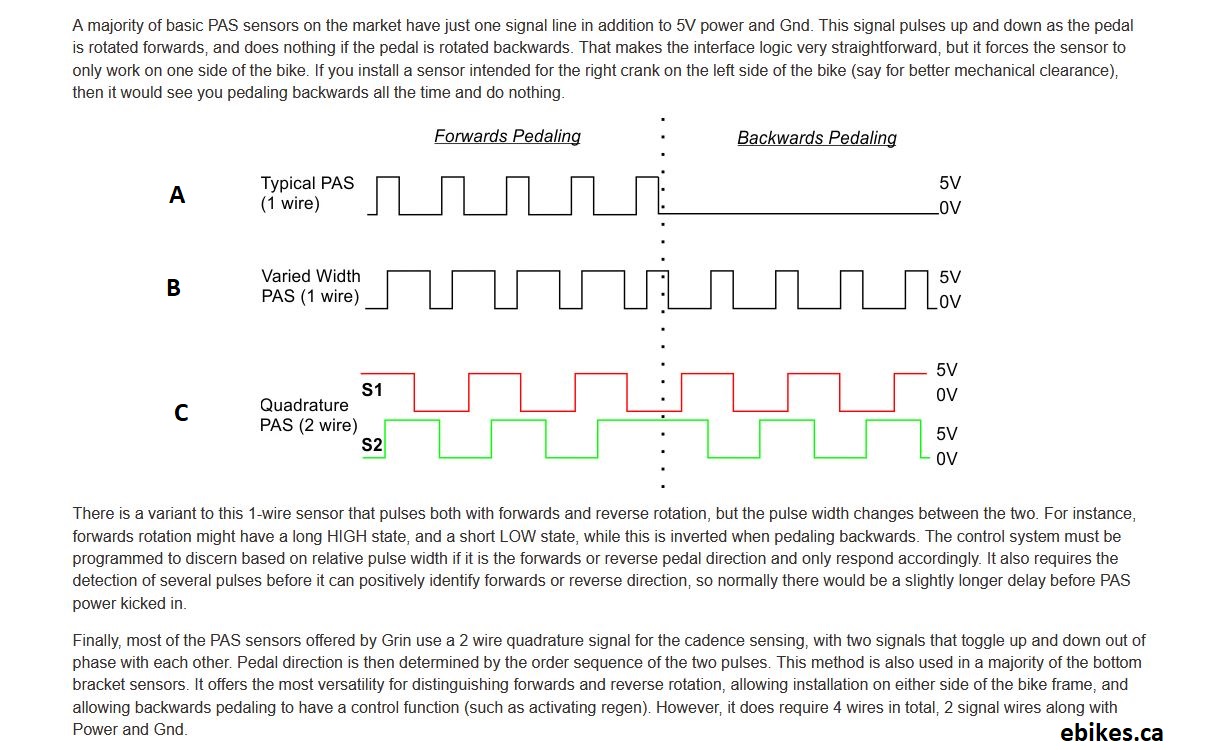 A majority of basic PAS sensors on the market have just one signal line in addition to 5V power and Gnd. This signal pulses up and down as the pedal
is rotated forwards, and does nothing if the pedal is rotated backwards. That makes the interface logic very straightforward, but it forces the sensor to
only work on one side of the bike. If you install a sensor intended for the right crank on the left side of the bike (say for better mechanical clearance),
then it would see you pedaling backwards all the time and do nothing.
Forwards Pedaling
Backwards Pedaling
A
Typical PAS
(1 wire)
5V
0V
B
Varied Width
PAS (1 wire)
5V
0V
C
Quadrature
PAS (2 wire)
S1
5V
0V
S2
5V
0V
There is a variant to this 1-wire sensor that pulses both with forwards and reverse rotation, but the pulse width changes between the two. For instance,
forwards rotation might have a long HIGH state, and a short LOW state, while this is inverted when pedaling backwards. The control system must be
programmed to discern based on relative pulse width if it is the forwards or reverse pedal direction and only respond accordingly. It also requires the
detection of several pulses before it can positively identify forwards or reverse direction, so normally there would be a slightly longer delay before PAS
power kicked in.
Finally, most of the PAS sensors offered by Grin use a 2 wire quadrature signal for the cadence sensing, with two signals that toggle up and down out of
phase with each other. Pedal direction is then determined by the order sequence of the two pulses. This method is also used in a majority of the bottom
bracket sensors. It offers the most versatility for distinguishing forwards and reverse rotation, allowing installation on either side of the bike frame, and
allowing backwards pedaling to have a control function (such as activating regen). However, it does require 4 wires in total, 2 signal wires along with
Power and Gnd.
ebikes.ca